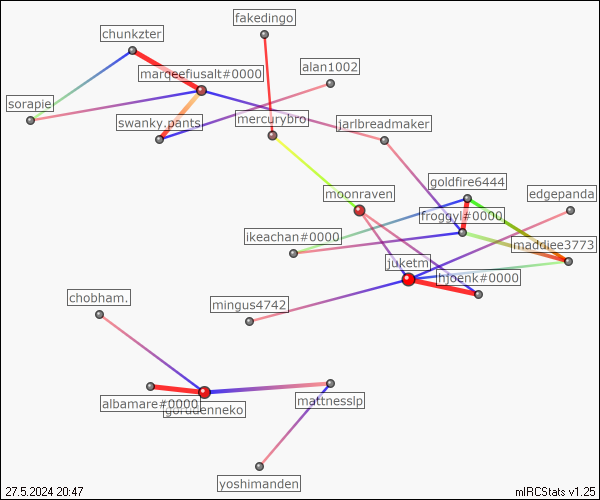 fakedingo
chunkzter
alan1002
marqeefiusalt#0000
sorapie
swanky.pants
mercurybro
jarlbreadmaker
goldfire6444
edgepanda
moonraven
froggyl#0000
ikeachan#0000
maddiee3773
juketm
hjoenk#0000
chobham.
mingus4742
albamare#0000
gorudenneko
mattnesslp
yoshimanden
27.5.2024 20:47
mIRCStats v1.25